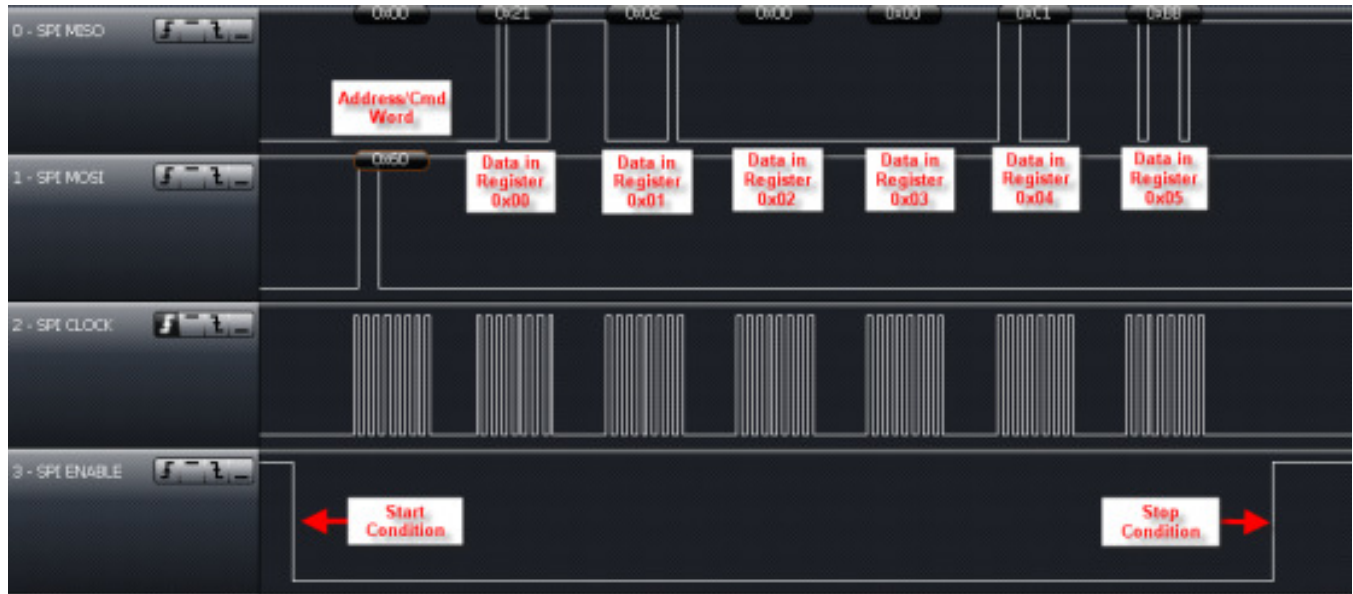 0x00 0x21 0x02 0x00 0x00 0xC1 0xBB
0 - SPI MISO
Address/Cmd
Word
0x60
1 - SPI MOSI
Data in
Register
0x00
Data in
Register
0x01
Data in
Register
0x02
Data in
Register
0x03
Data in
Register
0x04
Data in
Register
0x05
2 - SPI CLOCK
3 - SPI ENABLE
Start
Condition
Stop
Condition